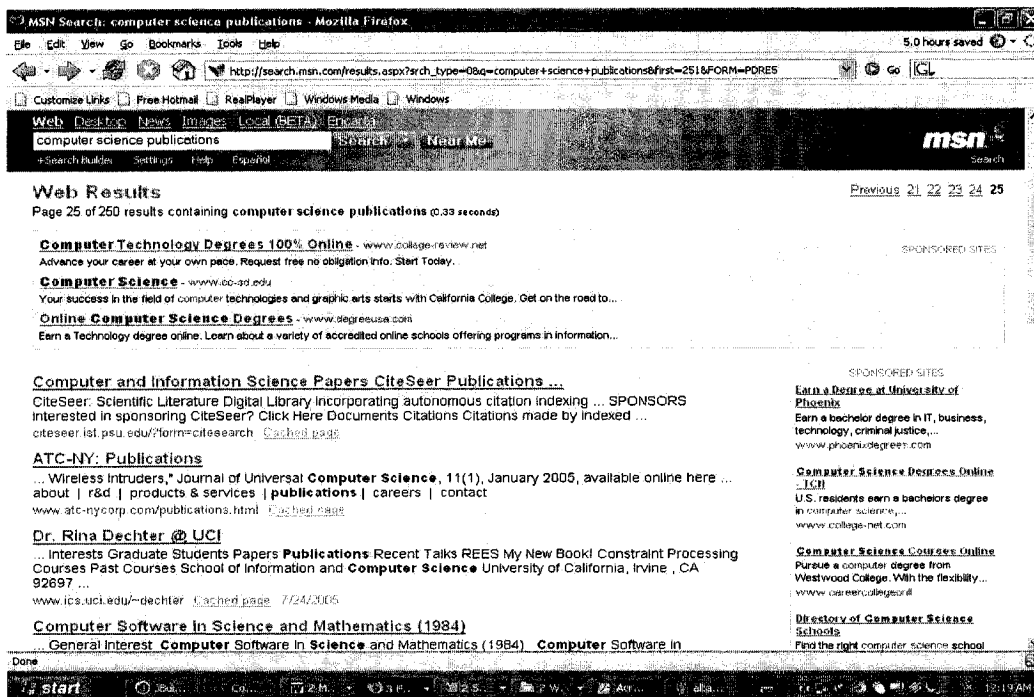 MSN Search: computer science publications - Mozilla Firefox
File Edit View Go Bookmarks Tools Help
5.0 hours saved
http://search.msn.com/results.aspx?srch_type=0&q=computer+science+publications&first=251&FORM=PDRE5
Go
Customize Links Free Hotmail RealPlayer Windows Media Windows
Web Desktop News Images Local (BETA) Encarta
computer science publications Search Near Me
msn
+Search Builder Settings Help Español
Search
Web Results
Previous 21 22 23 24 25
Page 25 of 250 results containing computer science publications (0.33 seconds)
Computer Technology Degrees 100% Online - www.college-review.net
SPONSORED SITES
Advance your career at your own pace. Request free no obligation info. Start Today.
Computer Science - www.cc-sd.edu
Your success in the field of computer technologies and graphic arts starts with California College. Get on the road to...
Online Computer Science Degrees - www.degreeusa.com
Earn a Technology degree online. Learn about a variety of accredited online schools offering programs in information...
Computer and Information Science Papers CiteSeer Publications ...
CiteSeer: Scientific Literature Digital Library incorporating autonomous citation indexing ... SPONSORS
interested in sponsoring CiteSeer? Click Here Documents Citations Citations made by indexed ...
citeseer.ist.psu.edu/?form=citesearch Cached page
ATC-NY: Publications
... Wireless Intruders," Journal of Universal Computer Science, 11(1), January 2005, available online here ...
about | r&d | products & services | publications | careers | contact
www.atc-nycorp.com/publications.html Cached page
Dr. Rina Dechter @ UCI
... Interests Graduate Students Papers Publications Recent Talks REES My New Book! Constraint Processing
Courses Past Courses School of Information and Computer Science University of California, Irvine , CA
92697 ...
www.ics.uci.edu/~dechter Cached page 7/24/2005
Computer Software in Science and Mathematics (1984)
... General Interest Computer Software In Science and Mathematics (1984) Computer Software in
SPONSORED SITES
Earn a Degree at University of
Phoenix
Earn a bachelor degree in IT, business,
technology, criminal justice,...
www.phoenixdegrees.com
Computer Science Degrees Online
- TCN
U.S. residents earn a bachelors degree
in computer science,...
www.college-net.com
Computer Science Courses Online
Pursue a computer degree from
Westwood College. With the flexibility...
Directory of Computer Science
Schools
Find the right computer science school
Done
start
12:19 AM